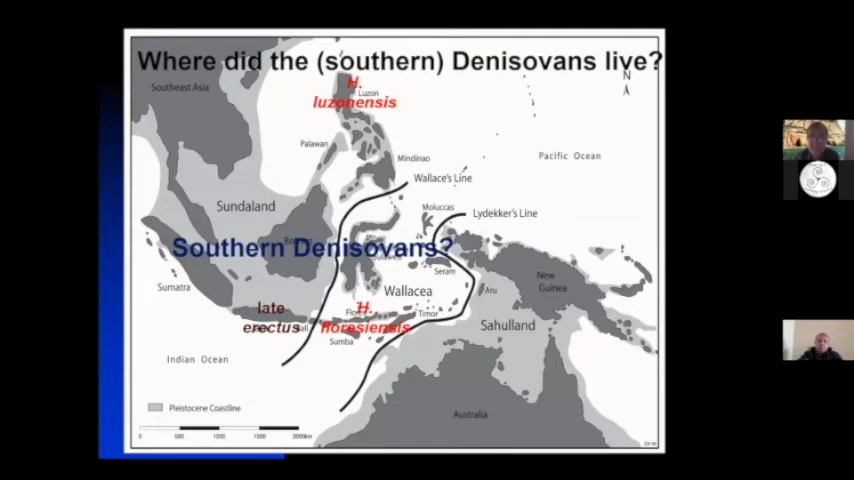 Where did the (southern) Denisovans live?
N
Southeast Asia
H.
luzonensis
Luzon
Palawan
Mindinao
Pacific Ocean
Wallace's Line
Sundaland
Moluccas
Lydekker's Line
Southern Denisovans?
Seram
New
Guinea
Sumatra
Wallacea
Aru
late
erectus
H.
floresiensis
Timor
Sumba
Sahulland
Indian Ocean
Pleistocene Coastline
Australia
0 500 1000 1500 2000km